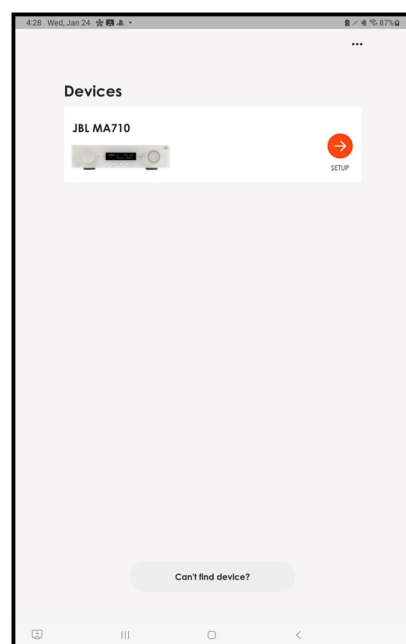 4:28 Wed, Jan 24
87%
Devices
JBL MA710
SETUP
Can't find device?